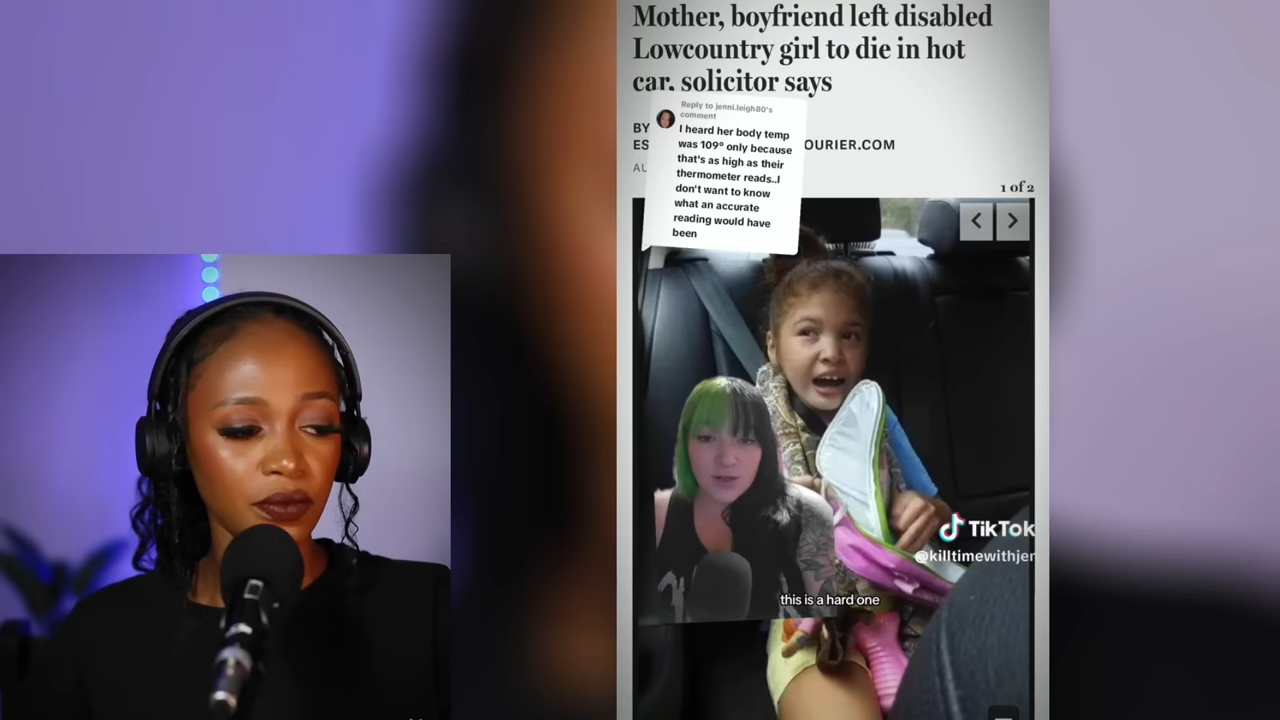 Mother, boyfriend left disabled
Lowcountry girl to die in hot
car, solicitor says
Reply to jenni.leigh80's
comment
I heard her body temp
was 109° only because
that's as high as their
thermometer reads..I
don't want to know
what an accurate
reading would have
been
BY
ES
OURIER.COM
AU
1 of 2
TikTok
@killtimewithjer
this is a hard one